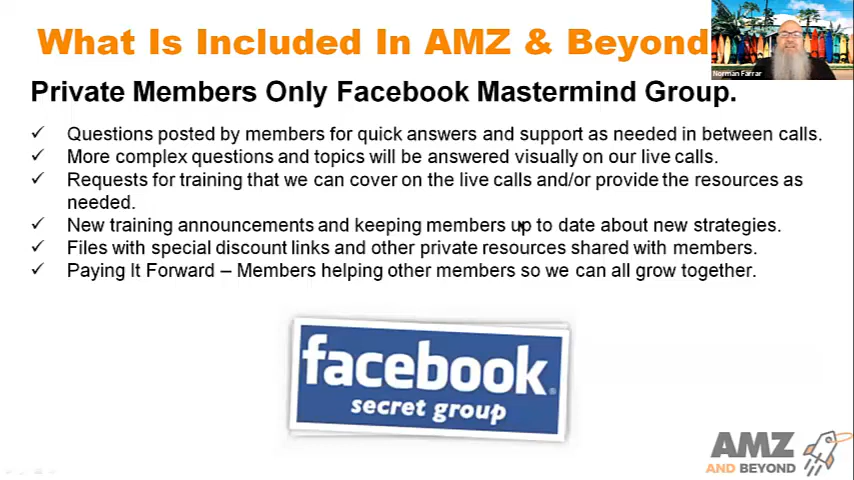 What Is Included In AMZ & Beyond
Norman Farrar
Private Members Only Facebook Mastermind Group.
✓ Questions posted by members for quick answers and support as needed in between calls.
✓ More complex questions and topics will be answered visually on our live calls.
✓ Requests for training that we can cover on the live calls and/or provide the resources as
needed.
✓ New training announcements and keeping members up to date about new strategies.
✓ Files with special discount links and other private resources shared with members.
✓ Paying It Forward – Members helping other members so we can all grow together.
facebook®
secret group
AMZ
AND BEYOND